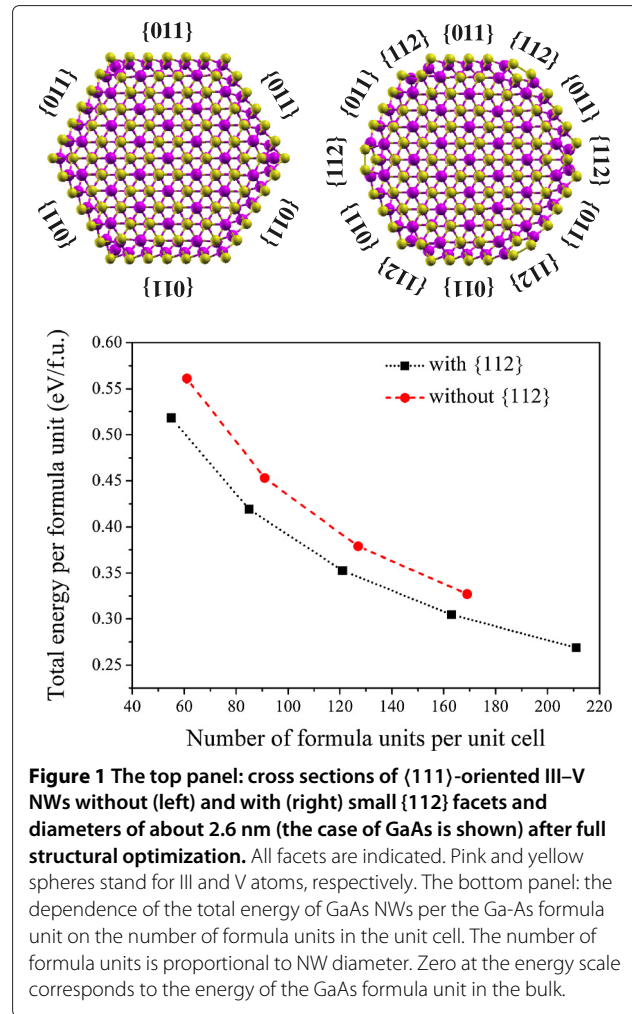 {011}
{011}
{011}
{011}
{011}
{011}
{011}
{112}
{112}
{011}
{011}
{112}
{112}
{011}
{011}
{112}
{112}
{011}
Total energy per formula unit (eV/f.u.)
0.60
0.55
0.50
0.45
0.40
0.35
0.30
0.25
with {112}
without {112}
40 60 80 100 120 140 160 180 200 220
Number of formula units per unit cell
Figure 1 The top panel: cross sections of ⟨111⟩-oriented III–V
NWs without (left) and with (right) small {112} facets and
diameters of about 2.6 nm (the case of GaAs is shown) after full
structural optimization. All facets are indicated. Pink and yellow
spheres stand for III and V atoms, respectively. The bottom panel: the
dependence of the total energy of GaAs NWs per the Ga-As formula
unit on the number of formula units in the unit cell. The number of
formula units is proportional to NW diameter. Zero at the energy scale
corresponds to the energy of the GaAs formula unit in the bulk.